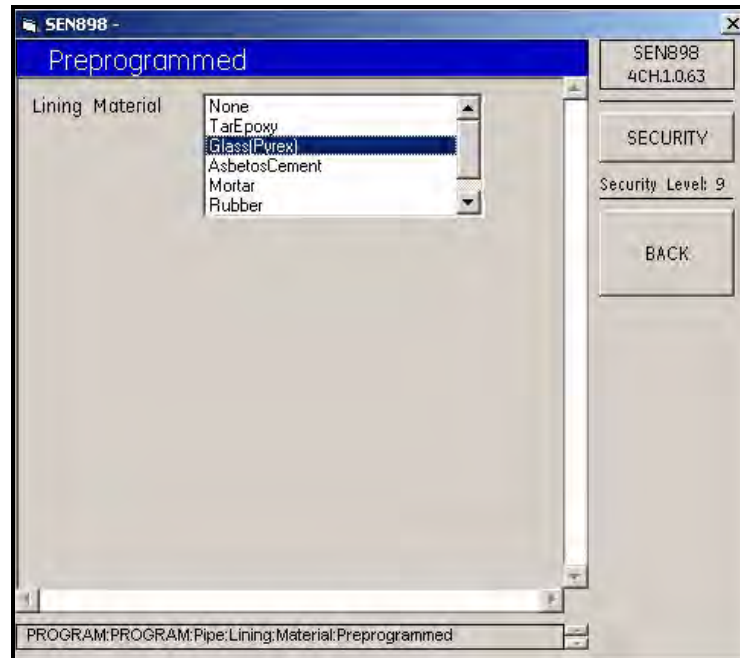 SEN898 -
Preprogrammed
Lining Material
None
TarEpoxy
Glass(Pyrex)
AsbetosCement
Mortar
Rubber
SEN898
4CH.1.0.63
SECURITY
Security Level: 9
BACK
PROGRAM:PROGRAM:Pipe:Lining:Material:Preprogrammed